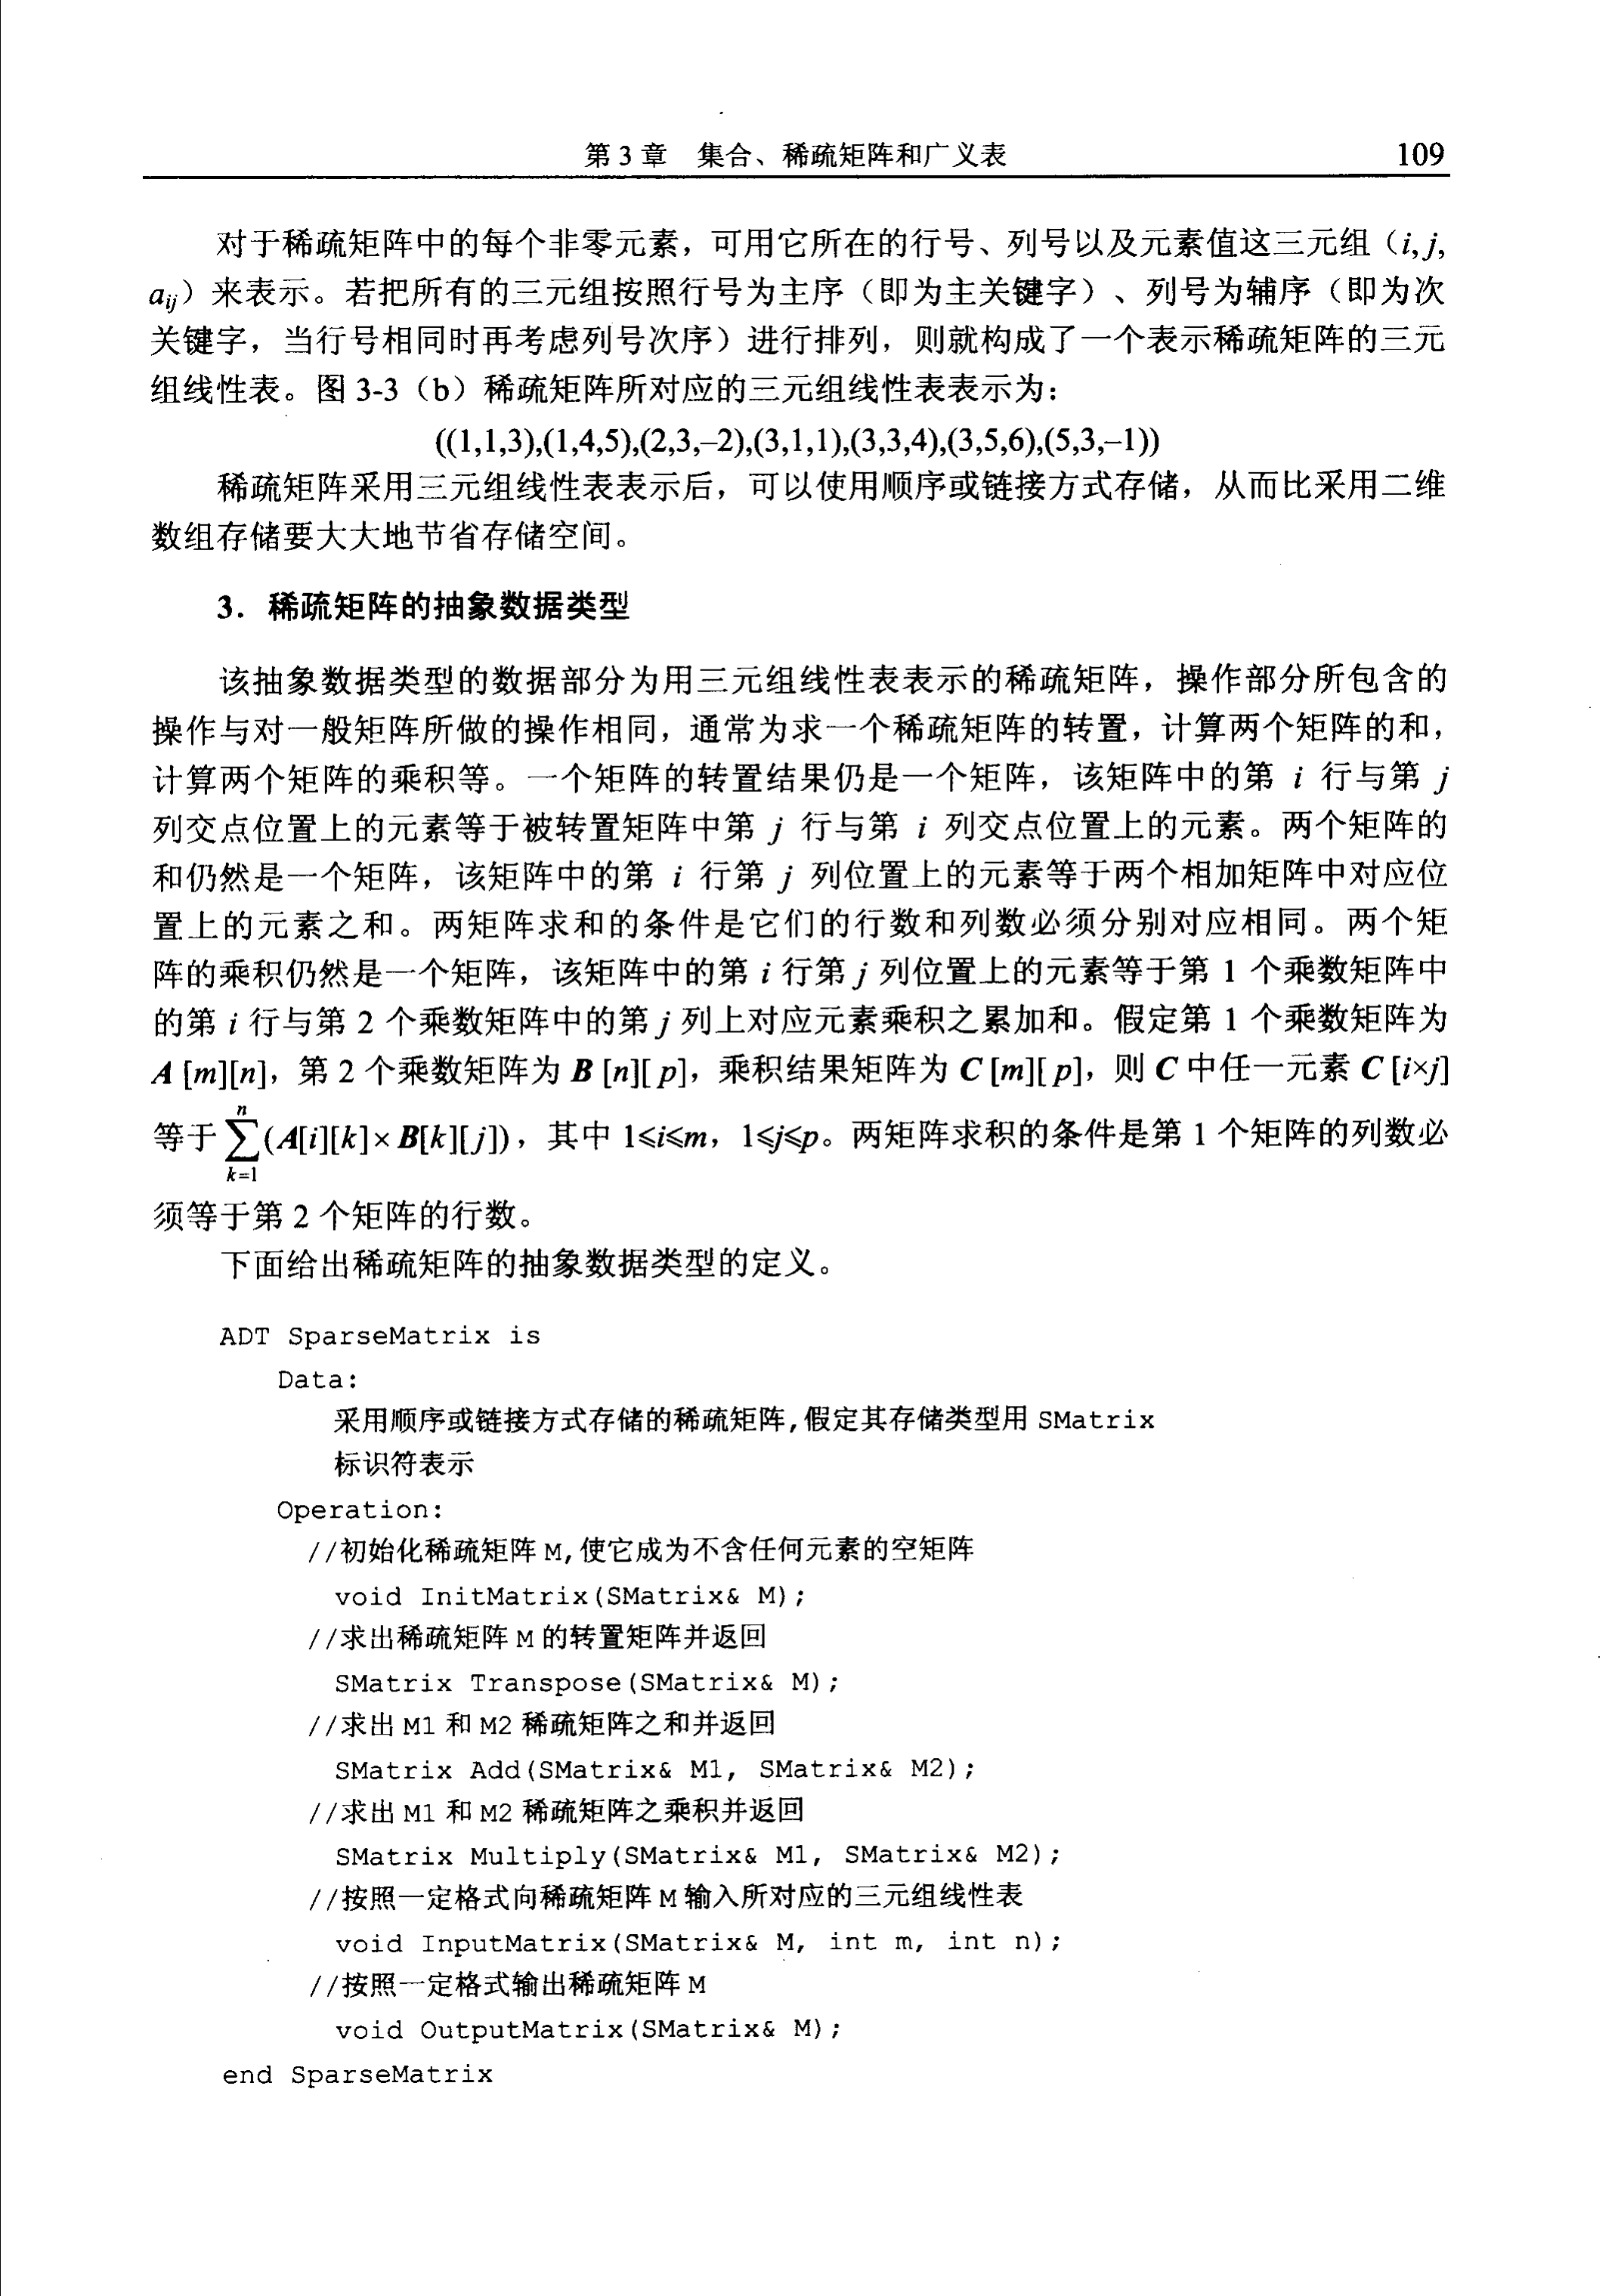 第 3 章　集合、稀疏矩阵和广义表
109
对于稀疏矩阵中的每个非零元素，可用它所在的行号、列号以及元素值这三元组（i, j,
aij）来表示。若把所有的三元组按照行号为主序（即为主关键字）、列号为辅序（即为次
关键字，当行号相同时再考虑列号次序）进行排列，则就构成了一个表示稀疏矩阵的三元
组线性表。图 3-3（b）稀疏矩阵所对应的三元组线性表表示为：
((1,1,3),(1,4,5),(2,3,–2),(3,1,1),(3,3,4),(3,5,6),(5,3,–1))
稀疏矩阵采用三元组线性表表示后，可以使用顺序或链接方式存储，从而比采用二维
数组存储要大大地节省存储空间。
3．稀疏矩阵的抽象数据类型
该抽象数据类型的数据部分为用三元组线性表表示的稀疏矩阵，操作部分所包含的
操作与对一般矩阵所做的操作相同，通常为求一个稀疏矩阵的转置，计算两个矩阵的和，
计算两个矩阵的乘积等。一个矩阵的转置结果仍是一个矩阵，该矩阵中的第 i 行与第 j
列交点位置上的元素等于被转置矩阵中第 j 行与第 i 列交点位置上的元素。两个矩阵的
和仍然是一个矩阵，该矩阵中的第 i 行第 j 列位置上的元素等于两个相加矩阵中对应位
置上的元素之和。两矩阵求和的条件是它们的行数和列数必须分别对应相同。两个矩
阵的乘积仍然是一个矩阵，该矩阵中的第 i 行第 j 列位置上的元素等于第 1 个乘数矩阵中
的第 i 行与第 2 个乘数矩阵中的第 j 列上对应元素乘积之累加和。假定第 1 个乘数矩阵为
A [m][n]，第 2 个乘数矩阵为 B [n][ p]，乘积结果矩阵为 C [m][ p]，则 C 中任一元素 C [i×j]
等于 ∑(k=1..n)(A[i][k]× B[k][j])，其中 1≤i≤m，1≤j≤p。两矩阵求积的条件是第 1 个矩阵的列数必
须等于第 2 个矩阵的行数。
下面给出稀疏矩阵的抽象数据类型的定义。
ADT SparseMatrix is
Data:
采用顺序或链接方式存储的稀疏矩阵,假定其存储类型用 SMatrix
标识符表示
Operation:
//初始化稀疏矩阵 M,使它成为不含任何元素的空矩阵
void InitMatrix(SMatrix& M);
//求出稀疏矩阵 M 的转置矩阵并返回
SMatrix Transpose(SMatrix& M);
//求出 M1 和 M2 稀疏矩阵之和并返回
SMatrix Add(SMatrix& M1, SMatrix& M2);
//求出 M1 和 M2 稀疏矩阵之乘积并返回
SMatrix Multiply(SMatrix& M1, SMatrix& M2);
//按照一定格式向稀疏矩阵 M 输入所对应的三元组线性表
void InputMatrix(SMatrix& M, int m, int n);
//按照一定格式输出稀疏矩阵 M
void OutputMatrix(SMatrix& M);
end SparseMatrix